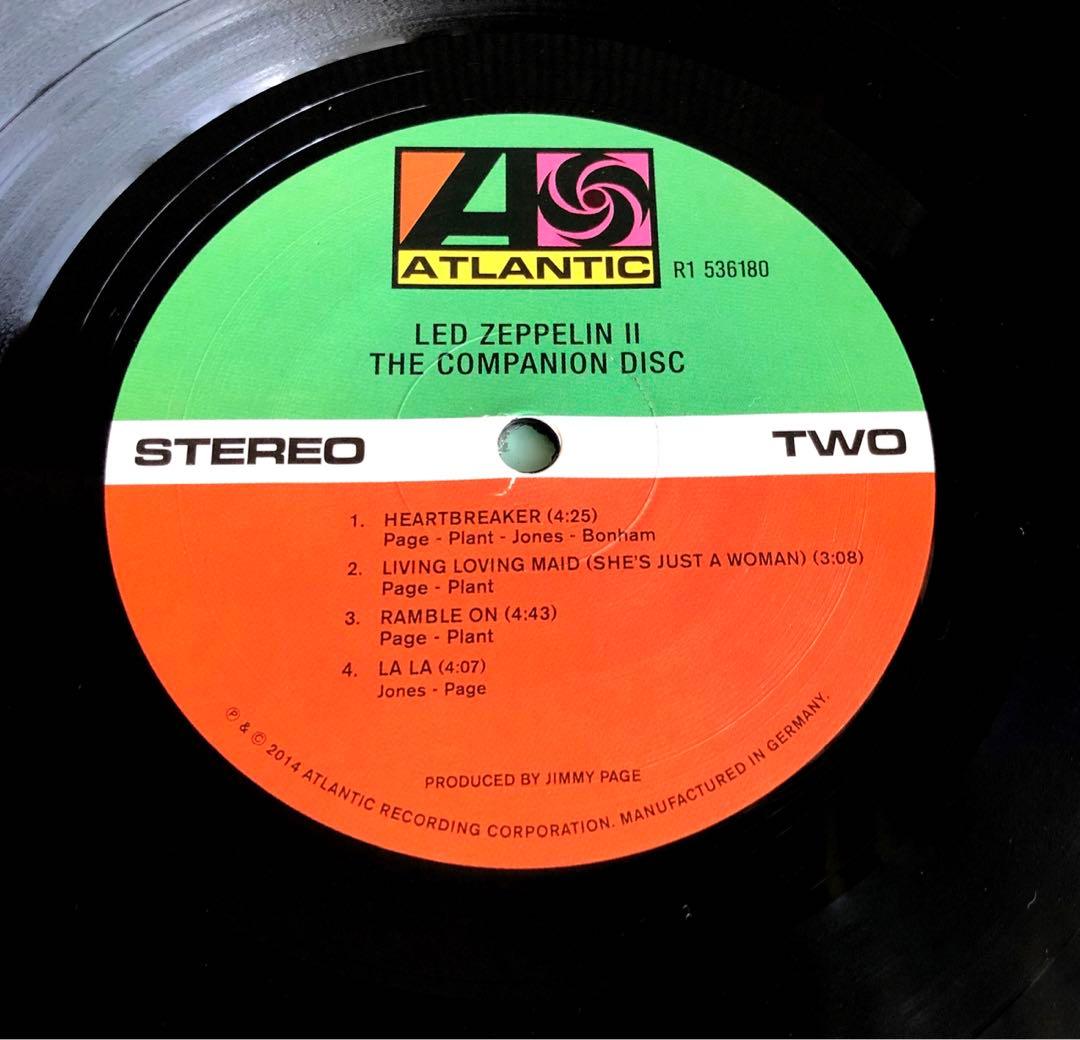 ATLANTIC
R1 536180
LED ZEPPELIN II
THE COMPANION DISC
STEREO
TWO
1. HEARTBREAKER (4:25)
Page - Plant - Jones - Bonham
2. LIVING LOVING MAID (SHE'S JUST A WOMAN) (3:08)
Page - Plant
3. RAMBLE ON (4:43)
Page - Plant
4. LA LA (4:07)
Jones - Page
PRODUCED BY JIMMY PAGE
℗ & © 2014 ATLANTIC RECORDING CORPORATION. MANUFACTURED IN GERMANY.